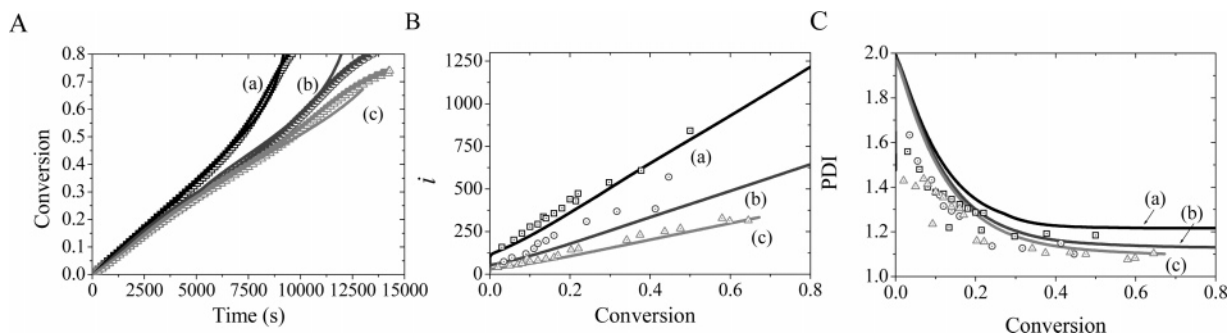 A
Conversion
0.8
0.7
0.6
0.5
0.4
0.3
0.2
0.1
0.0
(a)
(b)
(c)
0
2500
5000
7500
10000
12500
15000
Time (s)
B
i
1250
1000
750
500
250
0
(a)
(b)
(c)
0.0
0.2
0.4
0.6
0.8
Conversion
C
PDI
2.0
1.8
1.6
1.4
1.2
1.0
(a)
(b)
(c)
0.0
0.2
0.4
0.6
0.8
Conversion